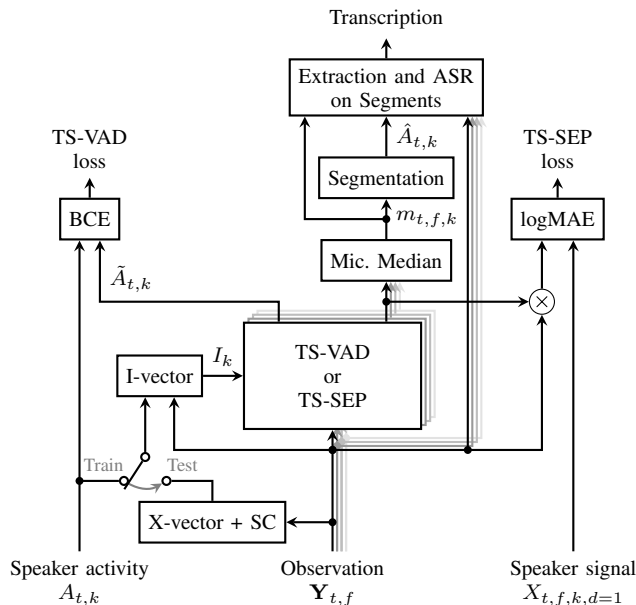 Transcription
Extraction and ASR
on Segments
TS-VAD
loss
Â_{t,k}
TS-SEP
loss
Segmentation
BCE
m_{t,f,k}
logMAE
Mic. Median
Ã_{t,k}
×
TS-VAD
or
TS-SEP
I_k
I-vector
Train
Test
X-vector + SC
Speaker activity
A_{t,k}
Observation
𝐘_{t,f}
Speaker signal
X_{t,f,k,d=1}